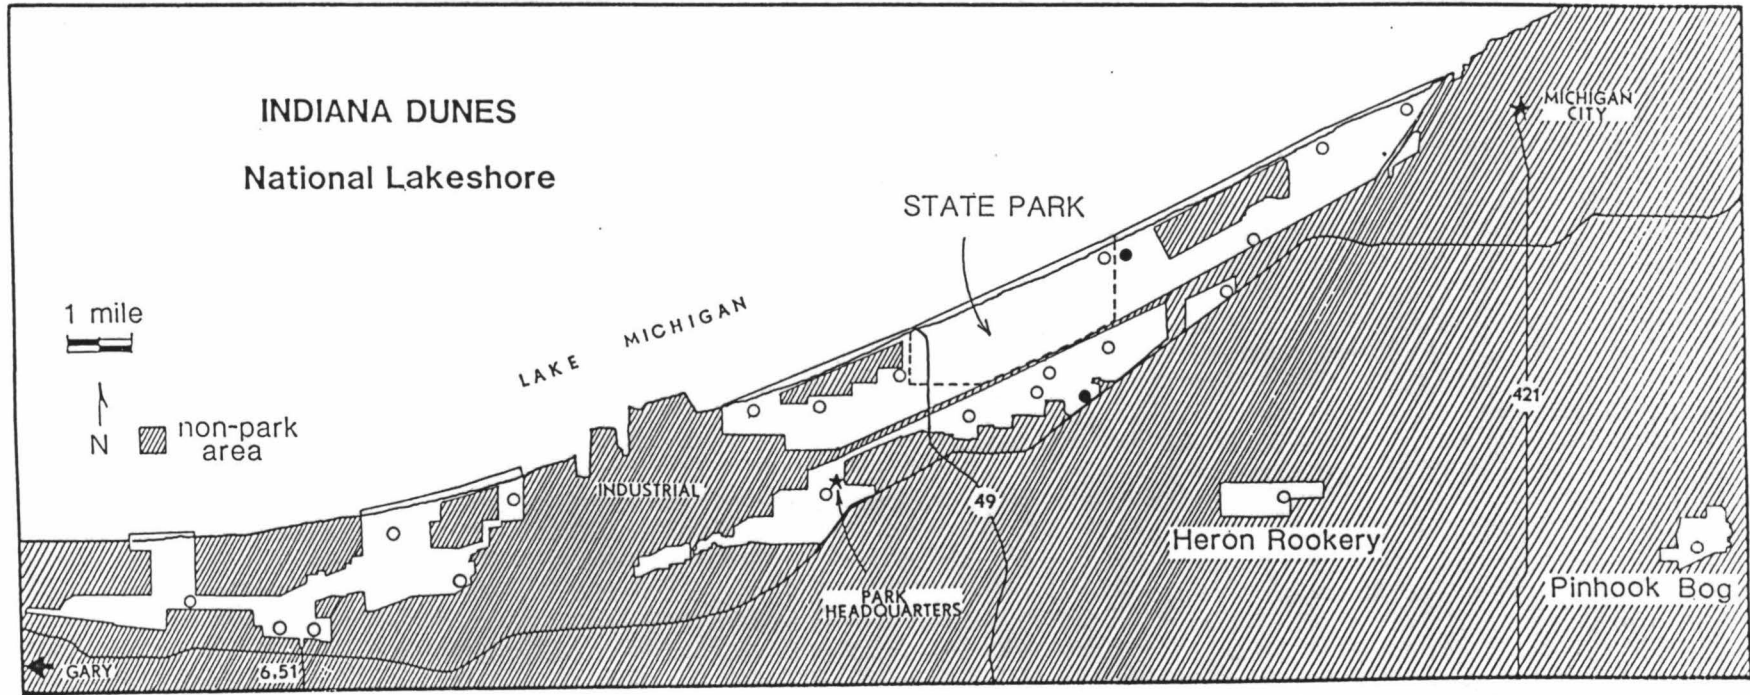 INDIANA DUNES
National Lakeshore
MICHIGAN
CITY
STATE PARK
1 mile
LAKE MICHIGAN
N
non-park
area
421
INDUSTRIAL
49
Heron Rookery
PARK
HEADQUARTERS
Pinhook Bog
GARY
6,51